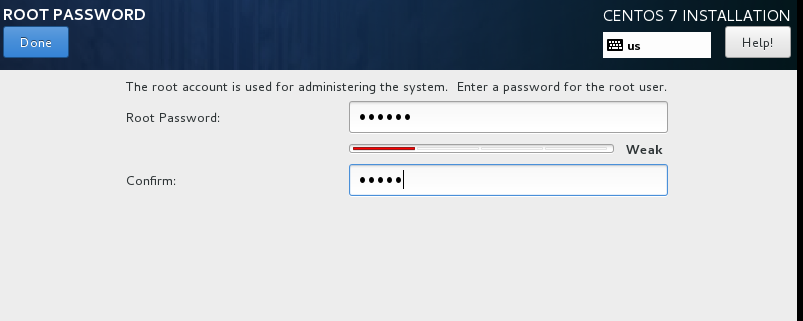 ROOT PASSWORD
CENTOS 7 INSTALLATION
Done
us
Help!
The root account is used for administering the system.  Enter a password for the root user.
Root Password:
••••••
Weak
Confirm:
•••••